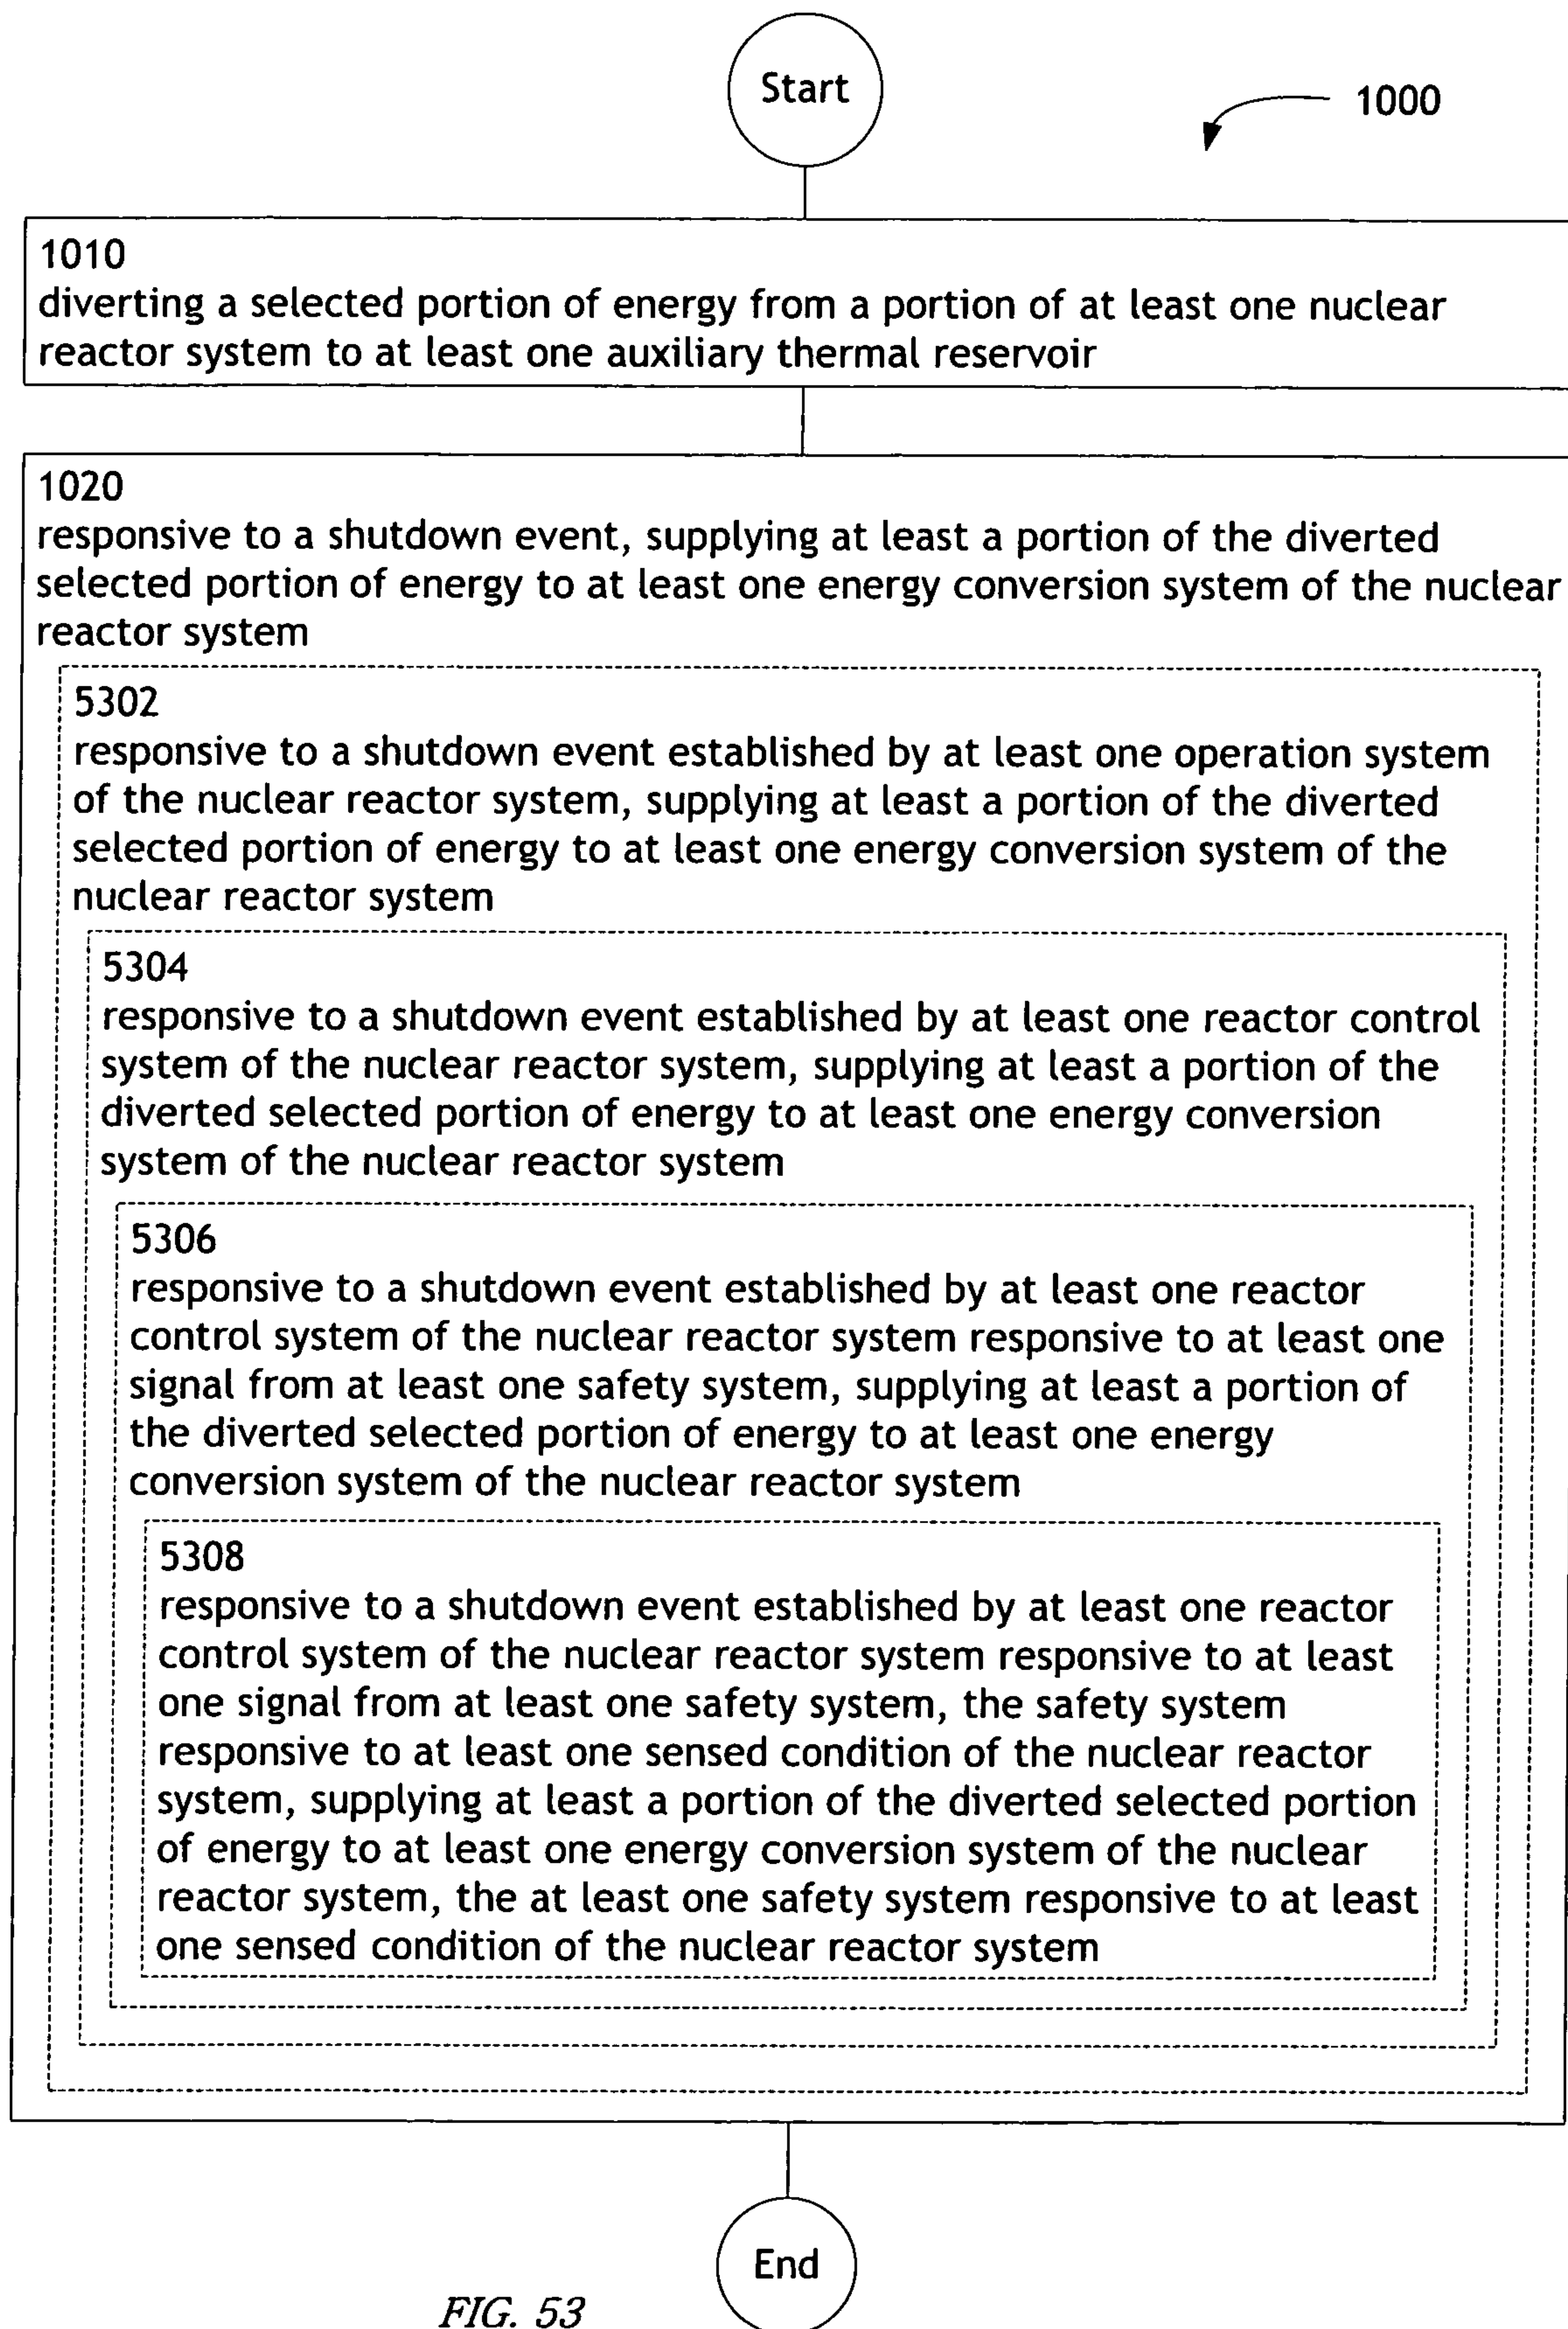 Start
1000
1010
diverting a selected portion of energy from a portion of at least one nuclear
reactor system to at least one auxiliary thermal reservoir
1020
responsive to a shutdown event, supplying at least a portion of the diverted
selected portion of energy to at least one energy conversion system of the nuclear
reactor system
5302
responsive to a shutdown event established by at least one operation system
of the nuclear reactor system, supplying at least a portion of the diverted
selected portion of energy to at least one energy conversion system of the
nuclear reactor system
5304
responsive to a shutdown event established by at least one reactor control
system of the nuclear reactor system, supplying at least a portion of the
diverted selected portion of energy to at least one energy conversion
system of the nuclear reactor system
5306
responsive to a shutdown event established by at least one reactor
control system of the nuclear reactor system responsive to at least one
signal from at least one safety system, supplying at least a portion of
the diverted selected portion of energy to at least one energy
conversion system of the nuclear reactor system
5308
responsive to a shutdown event established by at least one reactor
control system of the nuclear reactor system responsive to at least
one signal from at least one safety system, the safety system
responsive to at least one sensed condition of the nuclear reactor
system, supplying at least a portion of the diverted selected portion
of energy to at least one energy conversion system of the nuclear
reactor system, the at least one safety system responsive to at least
one sensed condition of the nuclear reactor system
End
FIG. 53